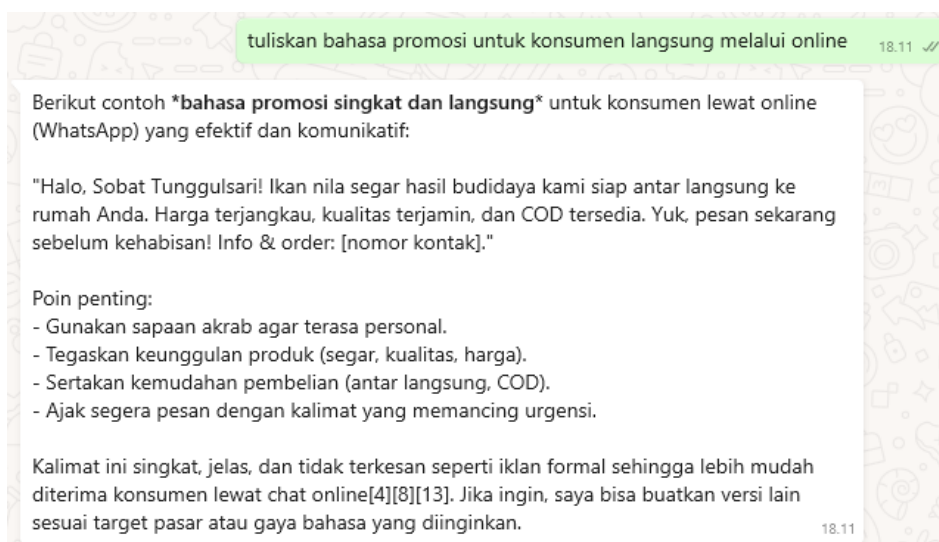 tuliskan bahasa promosi untuk konsumen langsung melalui online 18.11
Berikut contoh *bahasa promosi singkat dan langsung* untuk konsumen lewat online
(WhatsApp) yang efektif dan komunikatif:
"Halo, Sobat Tunggulsari! Ikan nila segar hasil budidaya kami siap antar langsung ke
rumah Anda. Harga terjangkau, kualitas terjamin, dan COD tersedia. Yuk, pesan sekarang
sebelum kehabisan! Info & order: [nomor kontak]."
Poin penting:
- Gunakan sapaan akrab agar terasa personal.
- Tegaskan keunggulan produk (segar, kualitas, harga).
- Sertakan kemudahan pembelian (antar langsung, COD).
- Ajak segera pesan dengan kalimat yang memancing urgensi.
Kalimat ini singkat, jelas, dan tidak terkesan seperti iklan formal sehingga lebih mudah
diterima konsumen lewat chat online[4][8][13]. Jika ingin, saya bisa buatkan versi lain
sesuai target pasar atau gaya bahasa yang diinginkan.
18.11